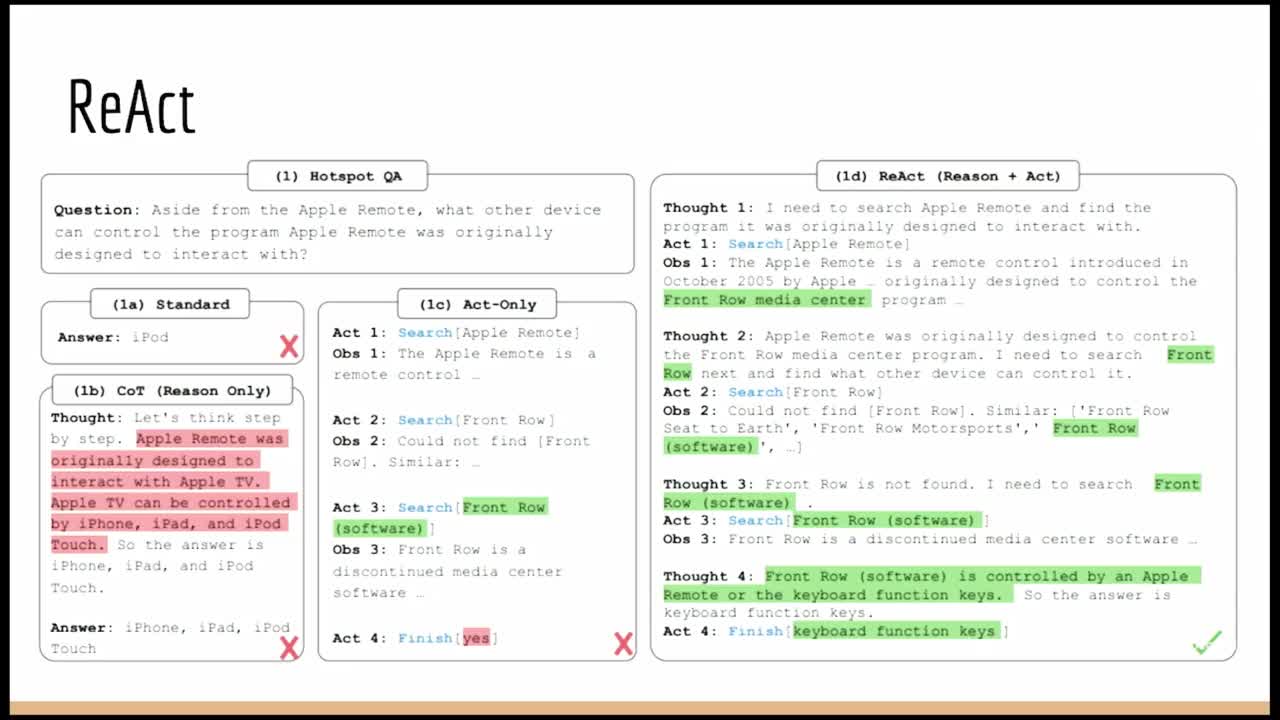 ReAct
(1) Hotspot QA
Question: Aside from the Apple Remote, what other device
can control the program Apple Remote was originally
designed to interact with?
(1a) Standard
Answer: iPod
(1b) CoT (Reason Only)
Thought: Let's think step
by step. Apple Remote was
originally designed to
interact with Apple TV.
Apple TV can be controlled
by iPhone, iPad, and iPod
Touch. So the answer is
iPhone, iPad, and iPod
Touch.
Answer: iPhone, iPad, iPod
Touch
(1c) Act-Only
Act 1: Search[Apple Remote]
Obs 1: The Apple Remote is a
remote control …
Act 2: Search[Front Row]
Obs 2: Could not find [Front
Row]. Similar: …
Act 3: Search[Front Row
(software)]
Obs 3: Front Row is a
discontinued media center
software …
Act 4: Finish[yes]
(1d) ReAct (Reason + Act)
Thought 1: I need to search Apple Remote and find the
program it was originally designed to interact with.
Act 1: Search[Apple Remote]
Obs 1: The Apple Remote is a remote control introduced in
October 2005 by Apple … originally designed to control the
Front Row media center program …
Thought 2: Apple Remote was originally designed to control
the Front Row media center program. I need to search Front
Row next and find what other device can control it.
Act 2: Search[Front Row]
Obs 2: Could not find [Front Row]. Similar: ['Front Row
Seat to Earth', 'Front Row Motorsports',' Front Row
(software)', …]
Thought 3: Front Row is not found. I need to search Front
Row (software) .
Act 3: Search[Front Row (software)]
Obs 3: Front Row is a discontinued media center software …
Thought 4: Front Row (software) is controlled by an Apple
Remote or the keyboard function keys. So the answer is
keyboard function keys.
Act 4: Finish[keyboard function keys]